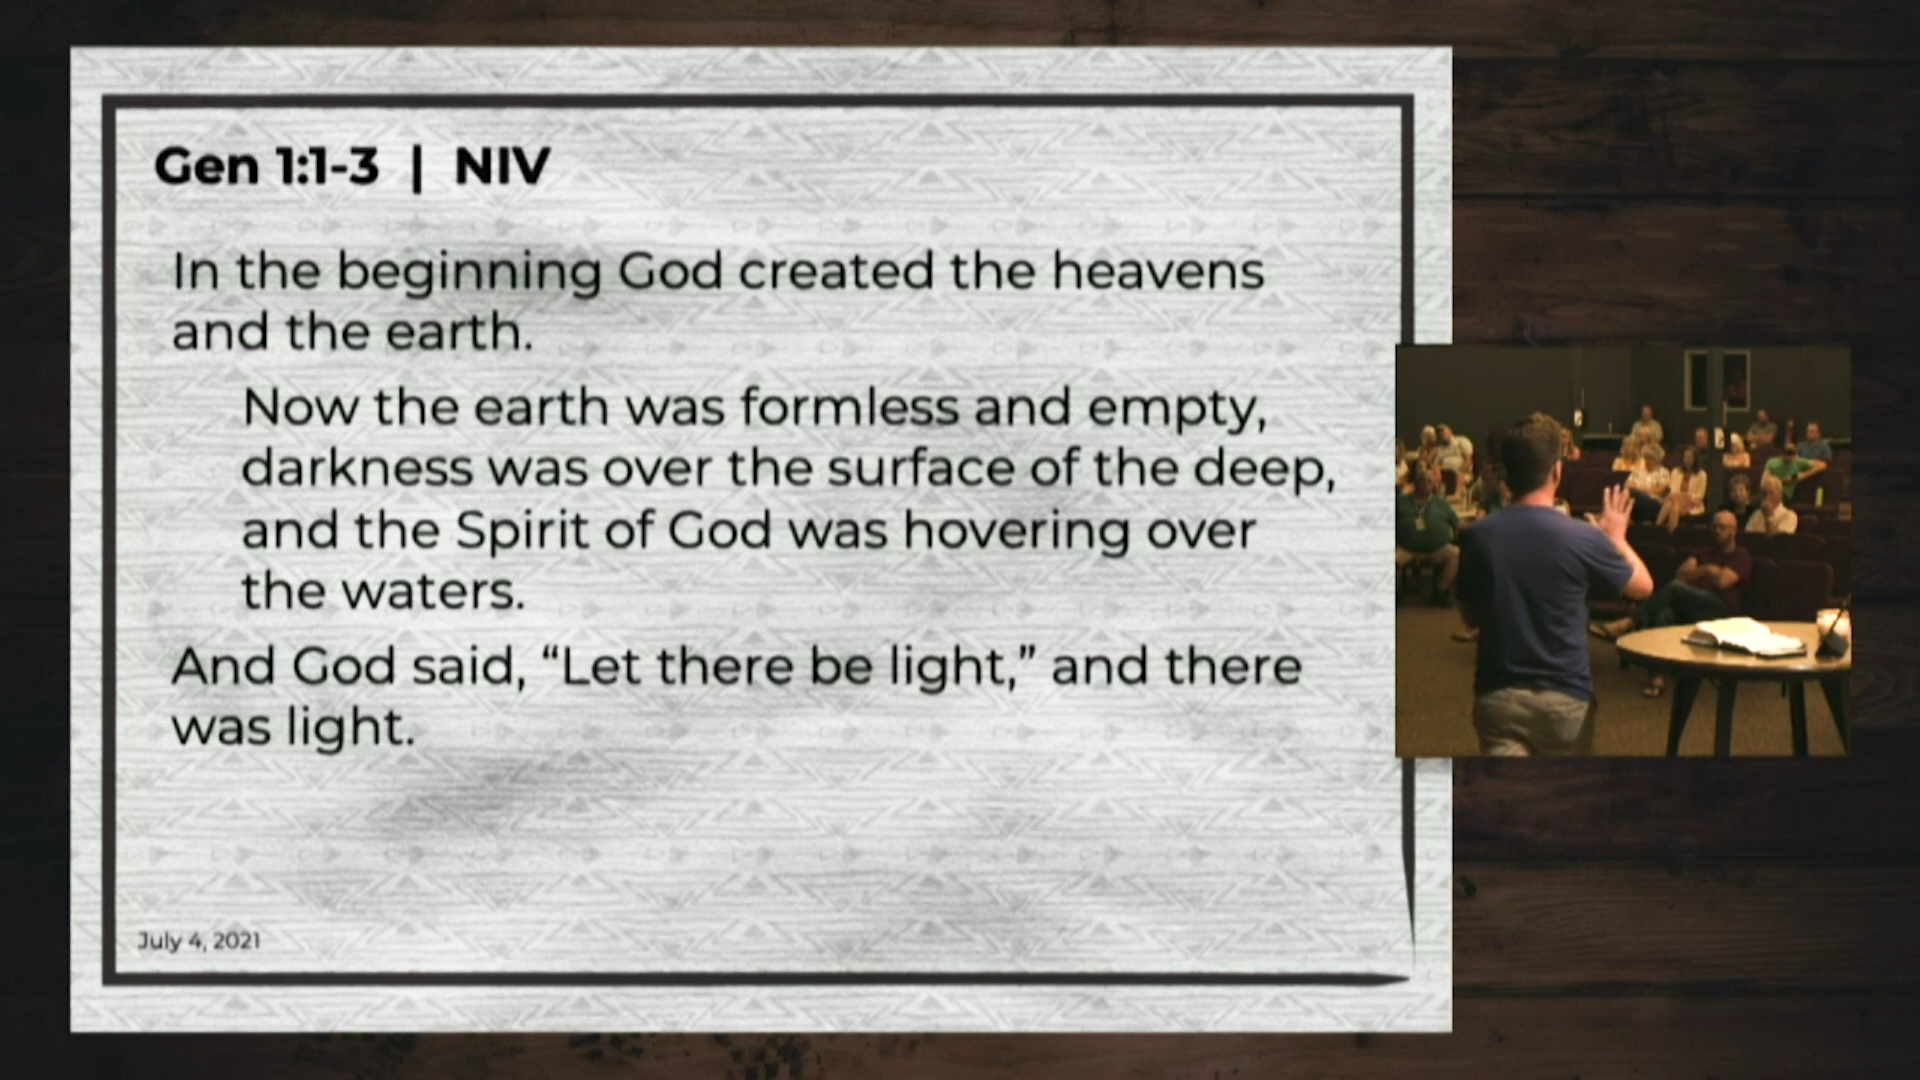 Gen 1:1-3 | NIV
In the beginning God created the heavens
and the earth.
Now the earth was formless and empty,
darkness was over the surface of the deep,
and the Spirit of God was hovering over
the waters.
And God said, “Let there be light,” and there
was light.
July 4, 2021